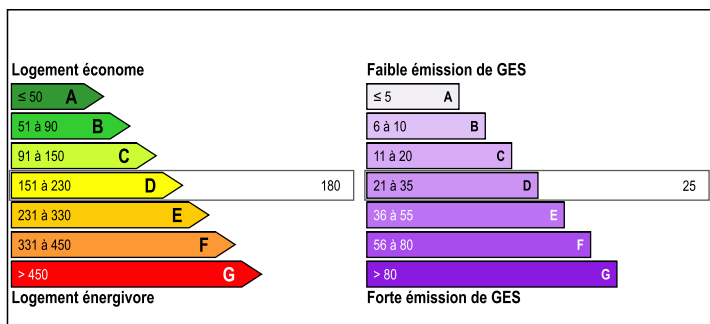 Logement économe
≤ 50 A
51 à 90 B
91 à 150 C
151 à 230 D 180
231 à 330 E
331 à 450 F
> 450 G
Logement énergivore
Faible émission de GES
≤ 5 A
6 à 10 B
11 à 20 C
21 à 35 D 25
36 à 55 E
56 à 80 F
> 80 G
Forte émission de GES